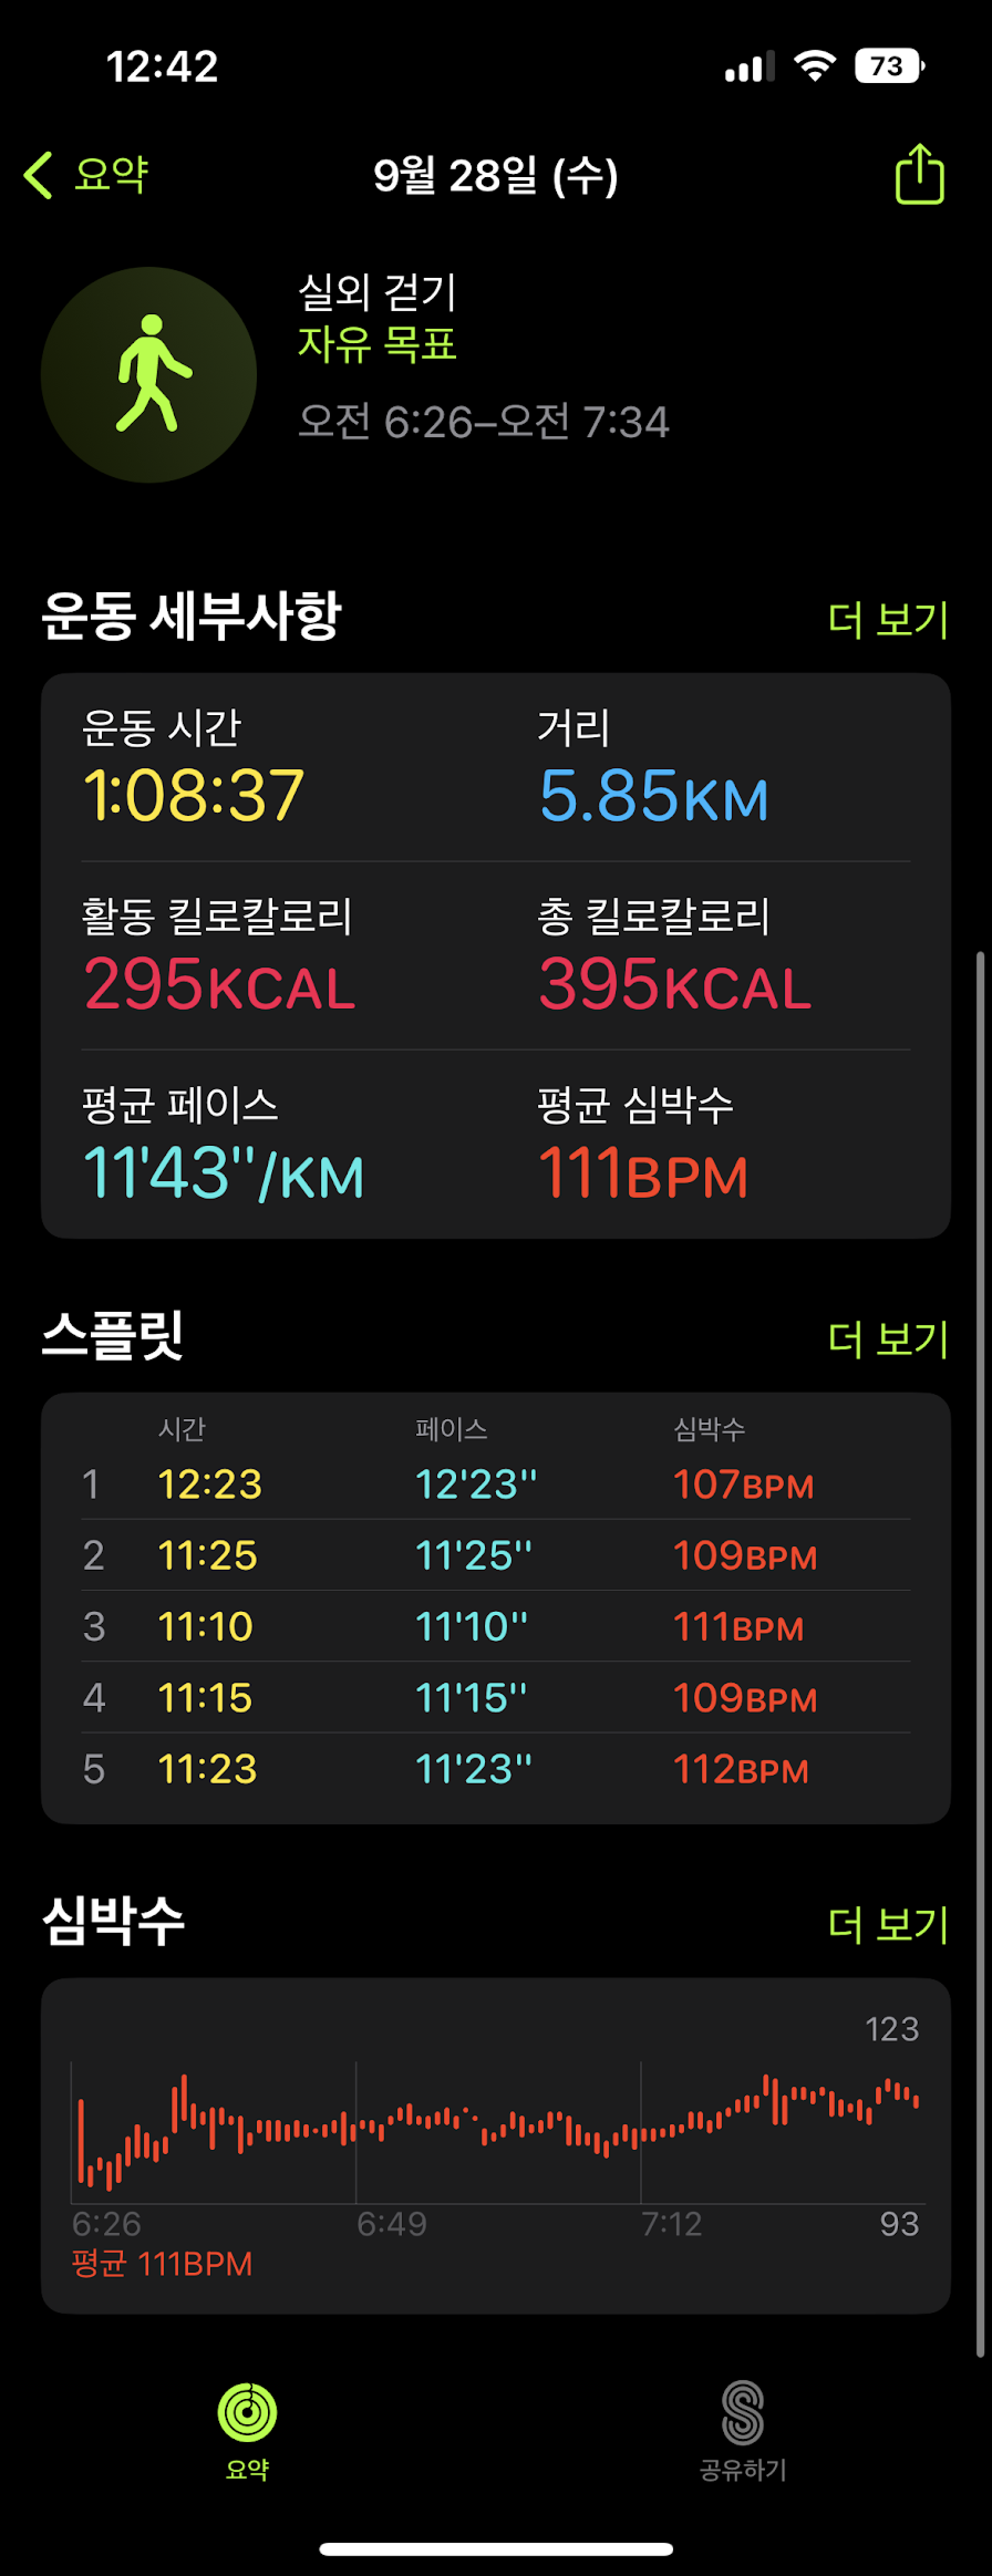 12:42
73
요약 9월 28일 (수)
실외 걷기
자유 목표
오전 6:26–오전 7:34
운동 세부사항 더 보기
운동 시간 거리
1:08:37 5.85KM
활동 킬로칼로리 총 킬로칼로리
295KCAL 395KCAL
평균 페이스 평균 심박수
11'43"/KM 111BPM
스플릿 더 보기
시간 페이스 심박수
1 12:23 12'23" 107BPM
2 11:25 11'25" 109BPM
3 11:10 11'10" 111BPM
4 11:15 11'15" 109BPM
5 11:23 11'23" 112BPM
심박수 더 보기
123
6:26 6:49 7:12 93
평균 111BPM
요약 공유하기